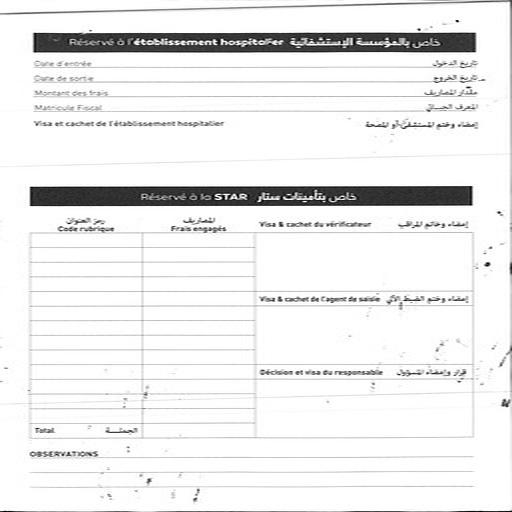 Réservé à l'établissement hospitalier خاص بالمؤسسة الإستشفائية
Date d'entrée تاريخ الدخول
Date de sortie تاريخ الخروج
Montant des frais مقدار المصاريف
Matricule Fiscal المعرف الجبائي
Visa et cachet de l'établissement hospitalier إمضاء وختم المستشفى أو المصحة
Réservé à la STAR خاص بتأمينات ستار
رمز العنوان المصاريف
Code rubrique Frais engagés Visa & cachet du vérificateur إمضاء وخاتم المراقب
Visa & cachet de l'agent de saisie إمضاء وختم الضبط الآلي
Décision et visa du responsable قرار وإمضاء المسؤول
Total الجملــة
OBSERVATIONS